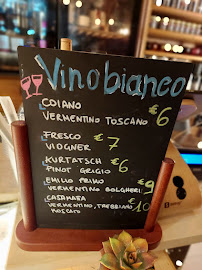 Vino bianco
COIANO
VERMENTINO TOSCANO €6
FRESCO
VIOGNER €7
KURTATSCH €6
PINOT GRIGIO
EMILIO PRIMO €9
VERMENTINO BOLGHERI
CASAMATA
VERMENTINO, TREBBIANO €10
MOSCATO